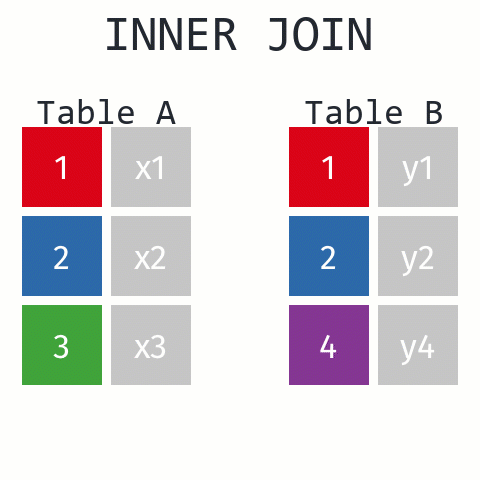 INNER JOIN
Table A Table B
1 x1 1 y1
2 x2 2 y2
3 x3 4 y4